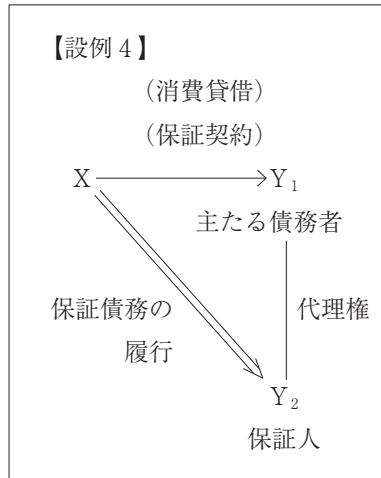 【設例４】
（消費貸借）
（保証契約）
Ｘ Ｙ₁
主たる債務者
保証債務の 代理権
履行
Ｙ₂
保証人